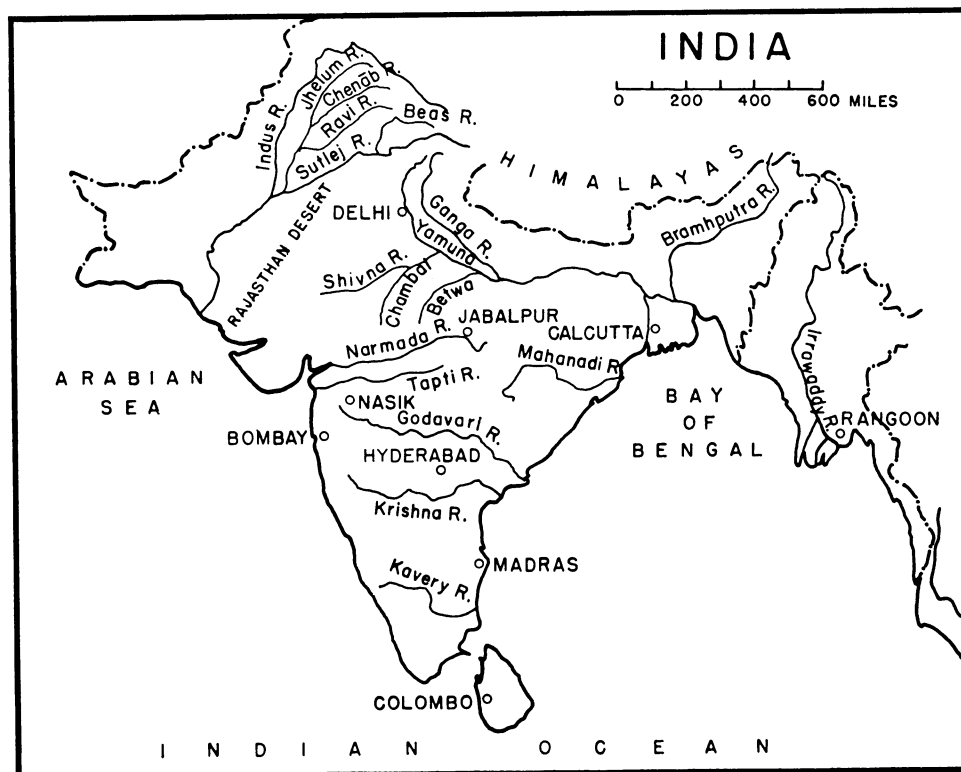 INDIA
0 200 400 600 MILES
Indus R.
Jhelum R.
Chenāb R.
Ravi R.
Beas R.
Sutlej R.
HIMALAYAS
RAJASTHAN DESERT
DELHI
Ganga R.
Yamuna
Bramhputra R.
Shivna R.
Chambal
Betwa
JABALPUR
CALCUTTA
Narmada R.
Mahanadi R.
Irrawaddy R.
ARABIAN
SEA
Tapti R.
NASIK
Godavari R.
BAY
OF
BENGAL
RANGOON
BOMBAY
HYDERABAD
Krishna R.
MADRAS
Kavery R.
COLOMBO
INDIAN OCEAN